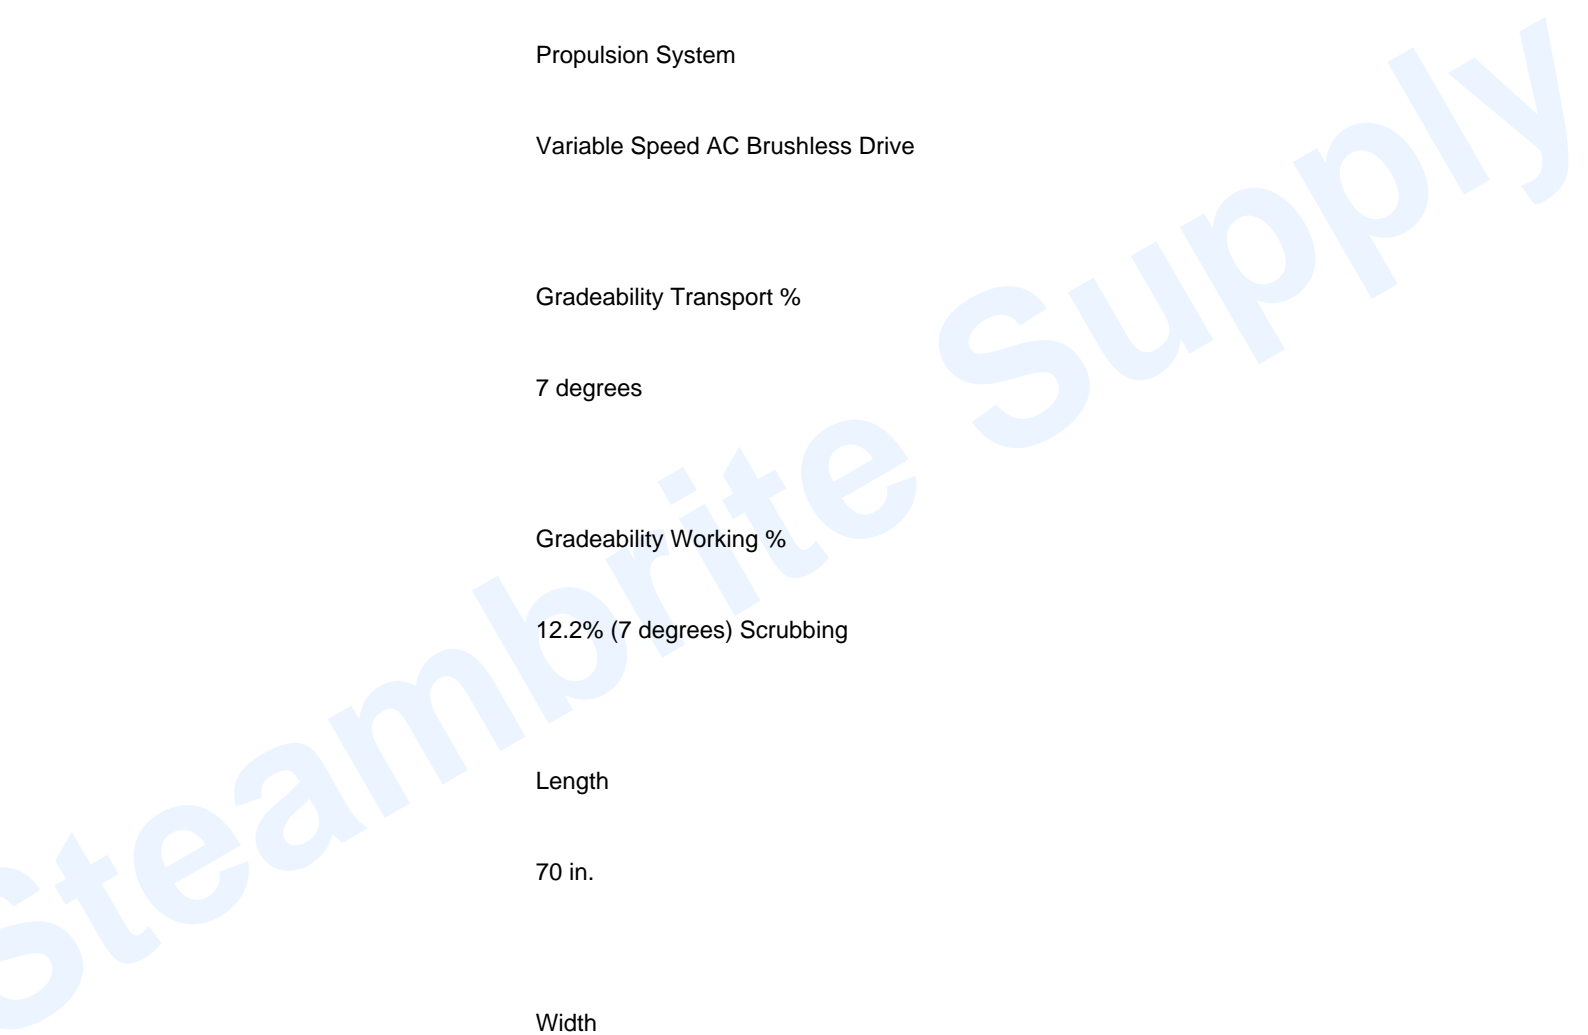 Propulsion System
Variable Speed AC Brushless Drive
Gradeability Transport %
7 degrees
Gradeability Working %
12.2% (7 degrees) Scrubbing
Length
70 in.
Width
Steambrite Supply